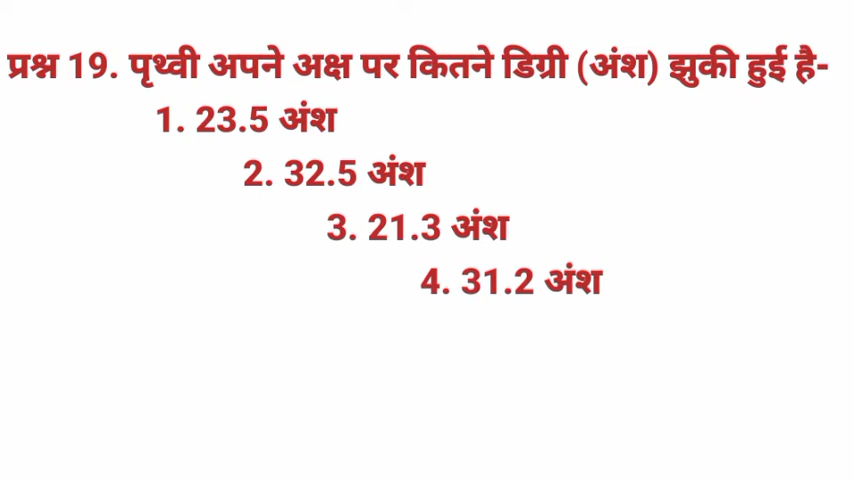 प्रश्न 19. पृथ्वी अपने अक्ष पर कितने डिग्री (अंश) झुकी हुई है-
1. 23.5 अंश
2. 32.5 अंश
3. 21.3 अंश
4. 31.2 अंश